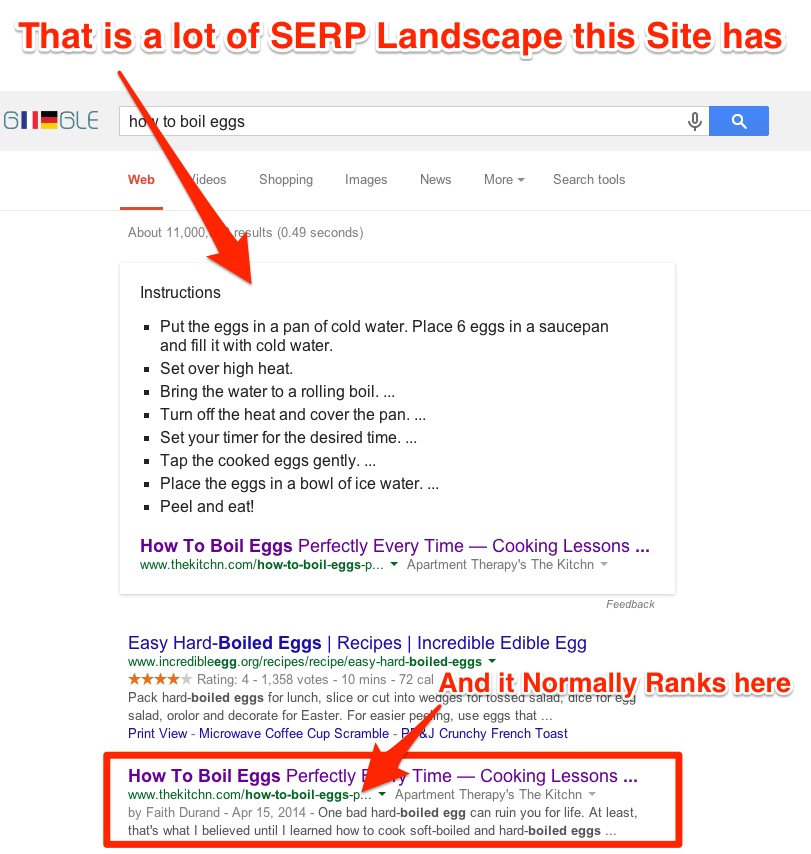 That is a lot of SERP Landscape this Site has
how to boil eggs
Web Videos Shopping Images News More Search tools
About 11,000, results (0.49 seconds)
Instructions
Put the eggs in a pan of cold water. Place 6 eggs in a saucepan
and fill it with cold water.
Set over high heat.
Bring the water to a rolling boil. ...
Turn off the heat and cover the pan. ...
Set your timer for the desired time. ...
Tap the cooked eggs gently. ...
Place the eggs in a bowl of ice water. ...
Peel and eat!
How To Boil Eggs Perfectly Every Time — Cooking Lessons ...
www.thekitchn.com/how-to-boil-eggs-p... Apartment Therapy's The Kitchn
Feedback
Easy Hard-Boiled Eggs | Recipes | Incredible Edible Egg
www.incredibleegg.org/recipes/recipe/easy-hard-boiled-eggs
Rating: 4 - 1,358 votes - 10 mins - 72 cal
And it Normally Ranks here
Pack hard-boiled eggs for lunch, slice or cut into wedges for tossed salad, dice for egg
salad, orolor and decorate for Easter. For easier peeling, use eggs that ...
Print View - Microwave Coffee Cup Scramble - PB&J Crunchy French Toast
How To Boil Eggs Perfectly Every Time — Cooking Lessons ...
www.thekitchn.com/how-to-boil-eggs-p... Apartment Therapy's The Kitchn
by Faith Durand - Apr 15, 2014 - One bad hard-boiled egg can ruin you for life. At least,
that's what I believed until I learned how to cook soft-boiled and hard-boiled eggs ...